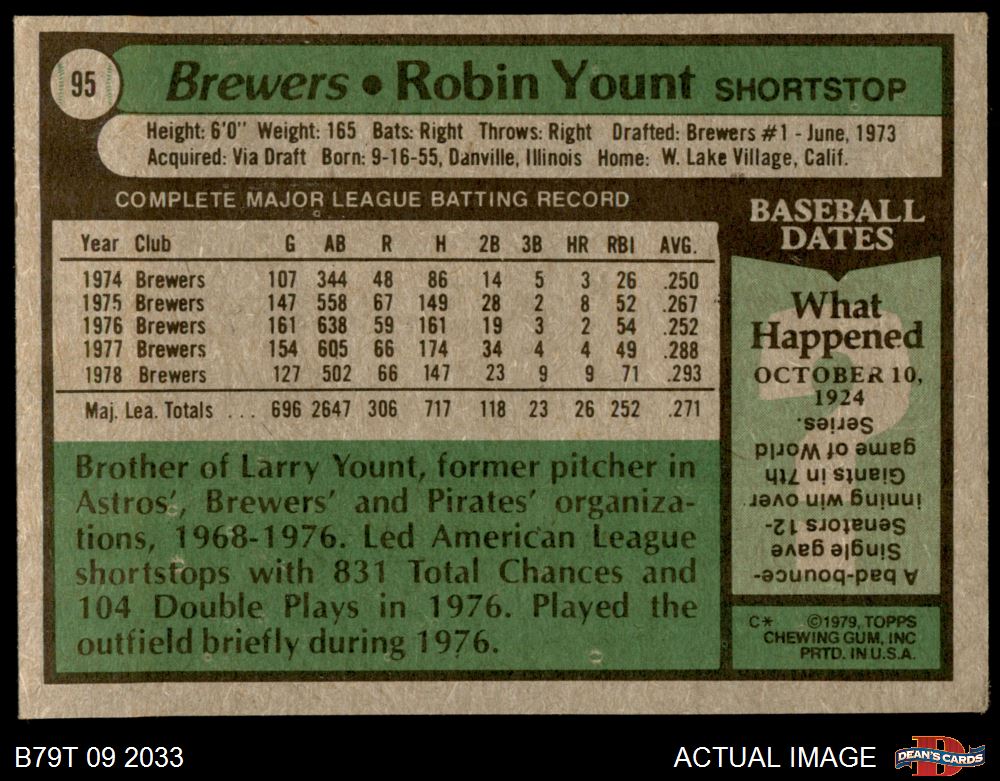 95
Brewers • Robin Yount SHORTSTOP
Height: 6'0" Weight: 165 Bats: Right Throws: Right Drafted: Brewers #1 - June, 1973
Acquired: Via Draft Born: 9-16-55, Danville, Illinois Home: W. Lake Village, Calif.
COMPLETE MAJOR LEAGUE BATTING RECORD
Year Club G AB R H 2B 3B HR RBI AVG.
1974 Brewers 107 344 48 86 14 5 3 26 .250
1975 Brewers 147 558 67 149 28 2 8 52 .267
1976 Brewers 161 638 59 161 19 3 2 54 .252
1977 Brewers 154 605 66 174 34 4 4 49 .288
1978 Brewers 127 502 66 147 23 9 9 71 .293
Maj. Lea. Totals ... 696 2647 306 717 118 23 26 252 .271
Brother of Larry Yount, former pitcher in
Astros', Brewers' and Pirates' organiza-
tions, 1968-1976. Led American League
shortstops with 831 Total Chances and
104 Double Plays in 1976. Played the
outfield briefly during 1976.
BASEBALL
DATES
What
Happened
OCTOBER 10,
1924
A bad-bounce-
Single gave
Senators 12-
inning win over
Giants in 7th
game of World
Series.
C* ©1979, TOPPS
CHEWING GUM, INC
PRTD. IN U.S.A.
B79T 09 2033
ACTUAL IMAGE
D
DEAN'S CARDS